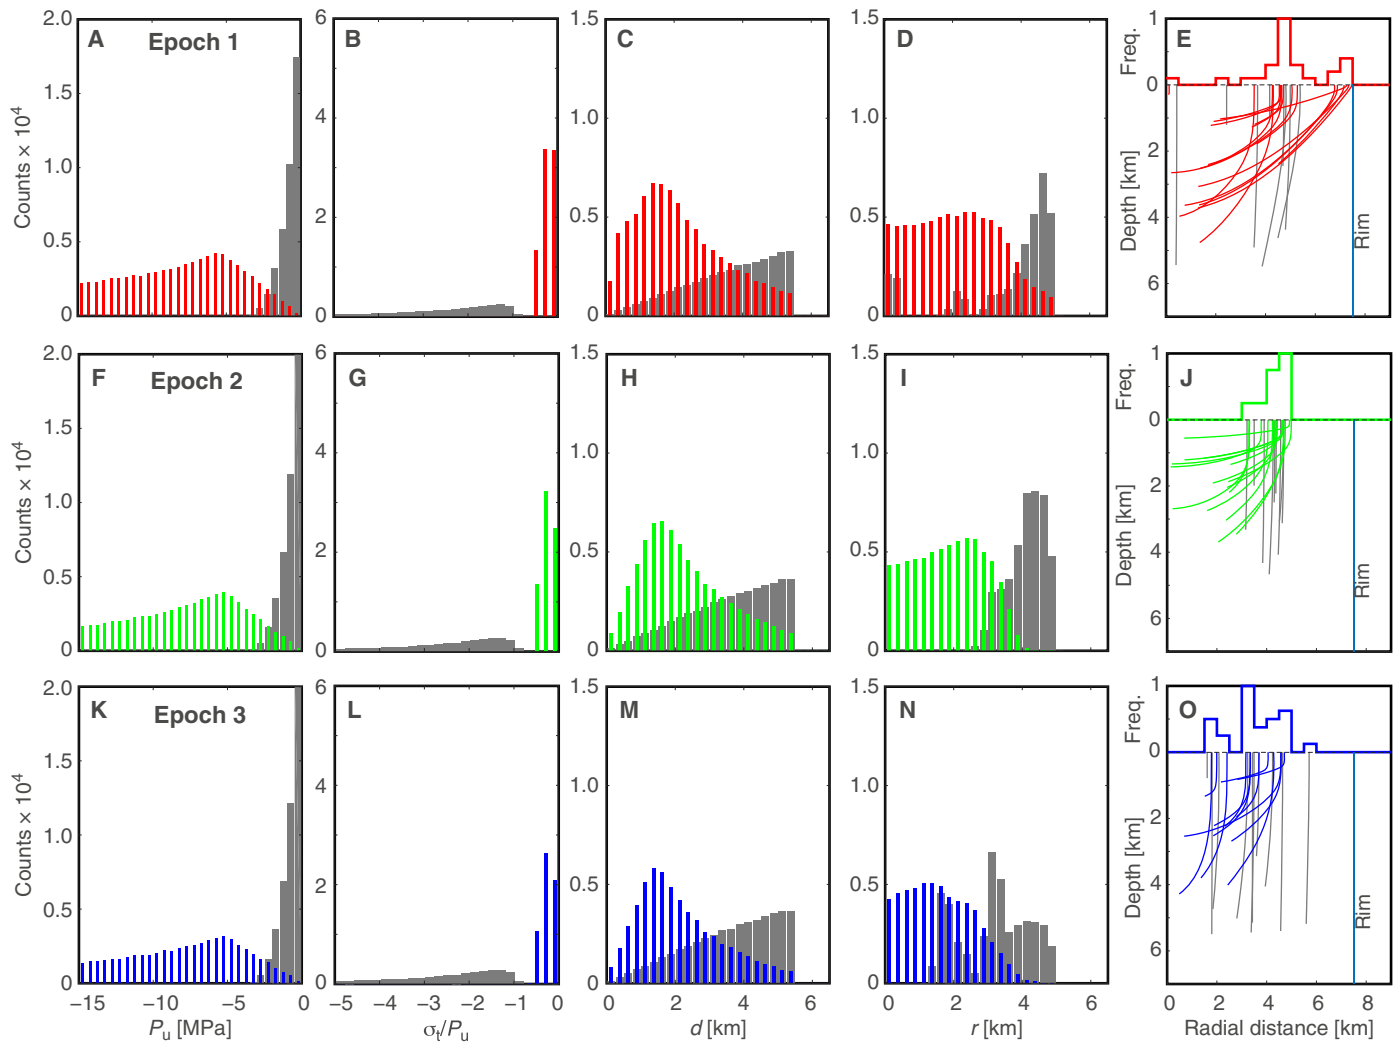 A Epoch 1
B
C
D
E
2.0
1.5
1.0
0.5
0
Counts × 10⁴
6
4
2
0
1.5
1.0
0.5
0
1.5
1.0
0.5
0
Freq.
1
0
2
4
6
Depth [km]
Rim
F Epoch 2
G
H
I
J
2.0
1.5
1.0
0.5
0
Counts × 10⁴
6
4
2
0
1.5
1.0
0.5
0
1.5
1.0
0.5
0
Freq.
1
0
2
4
6
Depth [km]
Rim
K Epoch 3
L
M
N
O
2.0
1.5
1.0
0.5
0
Counts × 10⁴
6
4
2
0
1.5
1.0
0.5
0
1.5
1.0
0.5
0
Freq.
1
0
2
4
6
Depth [km]
Rim
−15 −10 −5 0
−5 −4 −3 −2 −1 0
0 2 4 6
0 2 4 6
0 2 4 6 8
Pᵤ [MPa]
σₜ/Pᵤ
d [km]
r [km]
Radial distance [km]